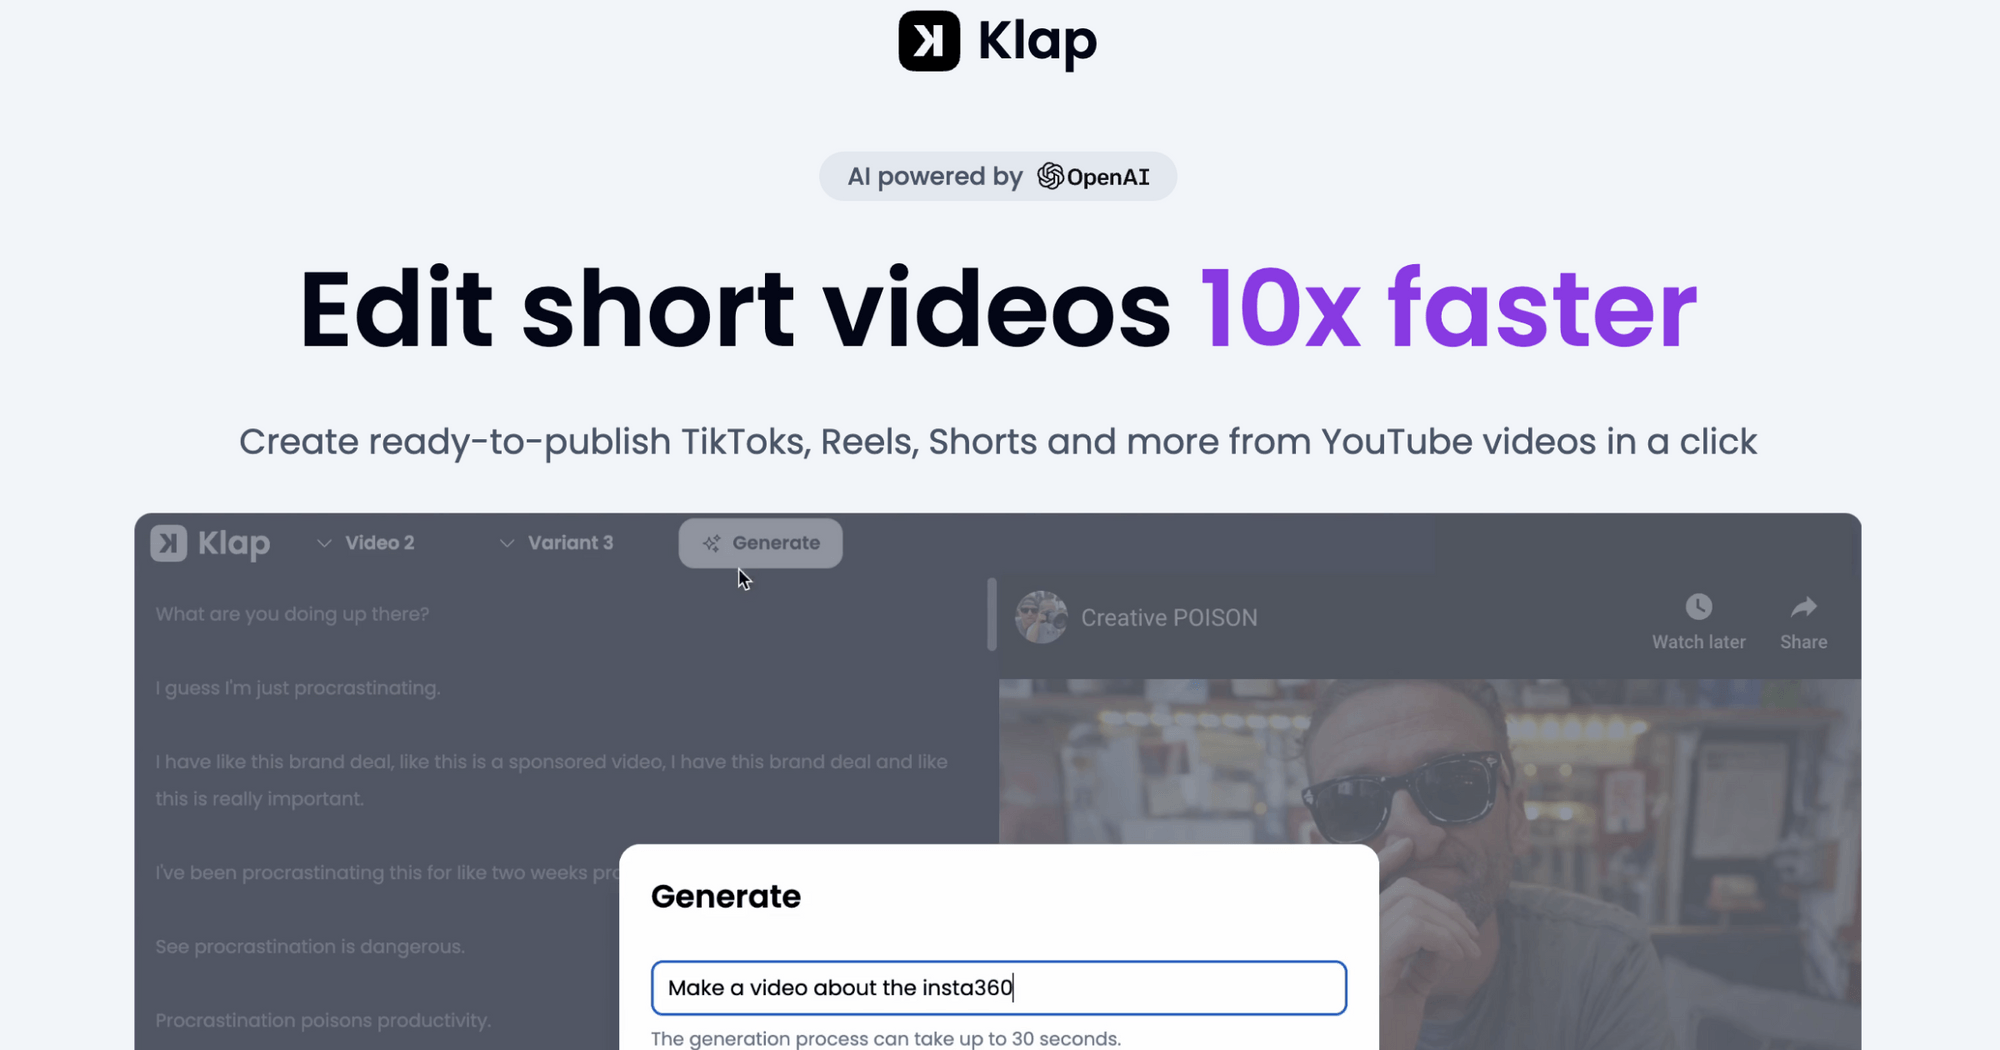 Klap
AI powered by OpenAI
Edit short videos 10x faster
Create ready-to-publish TikToks, Reels, Shorts and more from YouTube videos in a click
Klap Video 2 Variant 3 Generate
What are you doing up there?
I guess I'm just procrastinating.
I have like this brand deal, like this is a sponsored video, I have this brand deal and like
this is really important.
I've been procrastinating this for like two weeks
See procrastination is dangerous.
Procrastination poisons productivity.
Creative POISON
Watch later
Share
Generate
Make a video about the insta360
The generation process can take up to 30 seconds.